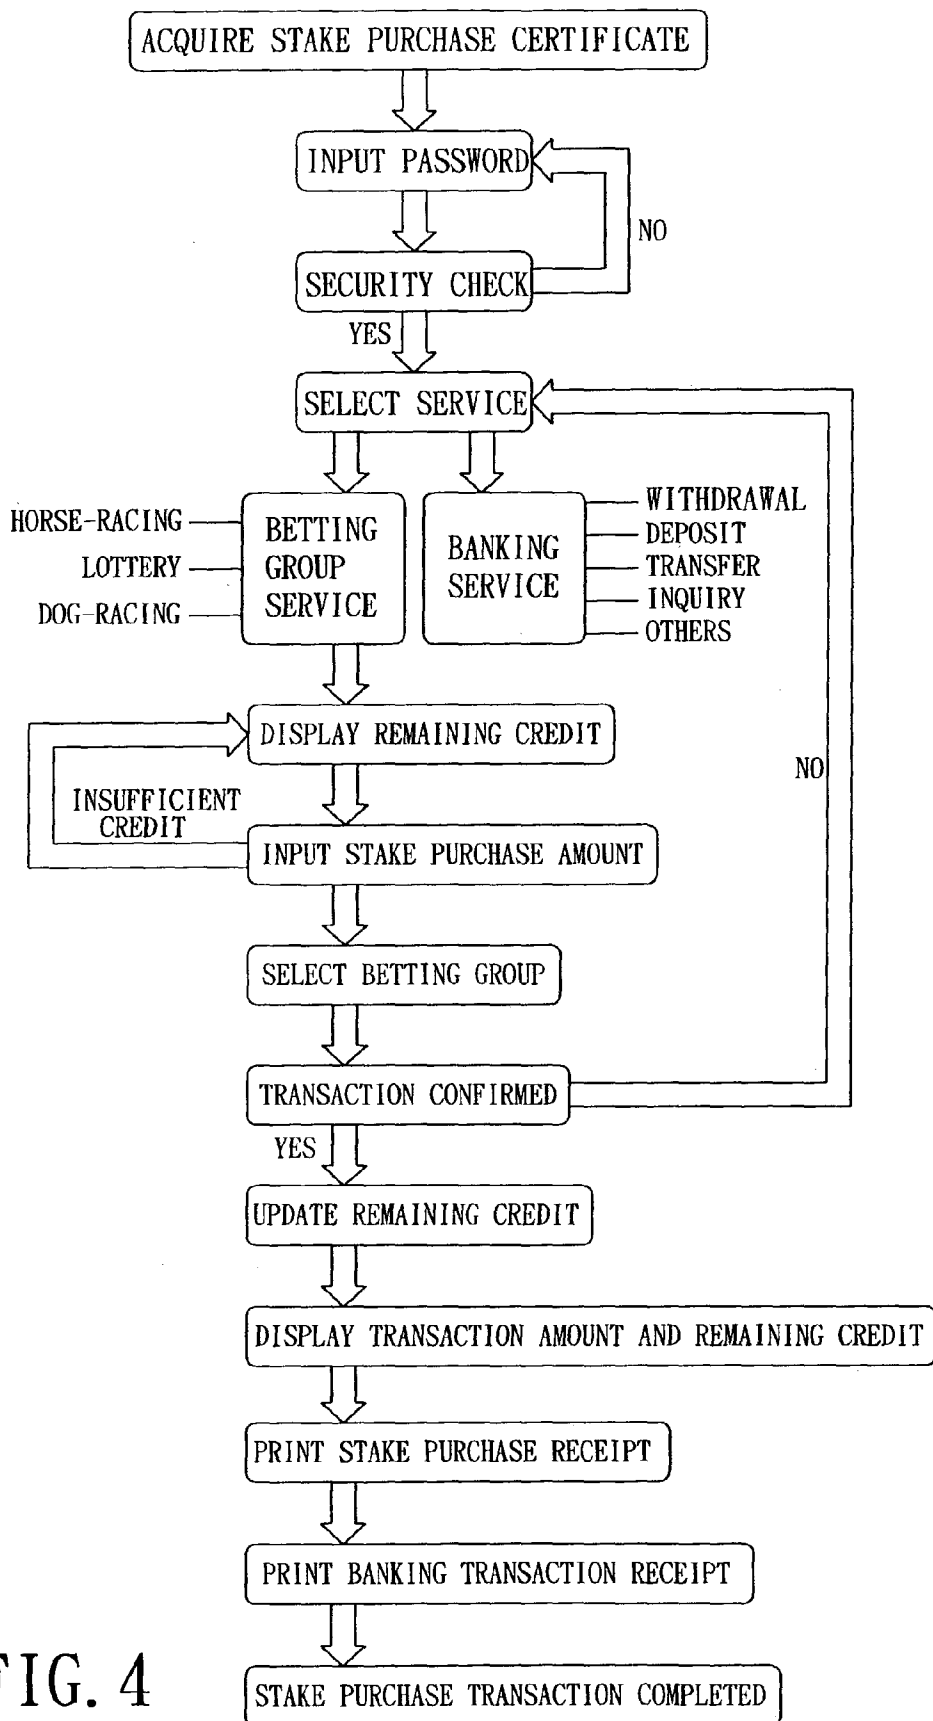 ACQUIRE STAKE PURCHASE CERTIFICATE
INPUT PASSWORD
NO
SECURITY CHECK
YES
SELECT SERVICE
HORSE-RACING
LOTTERY
DOG-RACING
BETTING
GROUP
SERVICE
BANKING
SERVICE
WITHDRAWAL
DEPOSIT
TRANSFER
INQUIRY
OTHERS
DISPLAY REMAINING CREDIT
NO
INSUFFICIENT
CREDIT
INPUT STAKE PURCHASE AMOUNT
SELECT BETTING GROUP
TRANSACTION CONFIRMED
YES
UPDATE REMAINING CREDIT
DISPLAY TRANSACTION AMOUNT AND REMAINING CREDIT
PRINT STAKE PURCHASE RECEIPT
PRINT BANKING TRANSACTION RECEIPT
STAKE PURCHASE TRANSACTION COMPLETED
FIG. 4